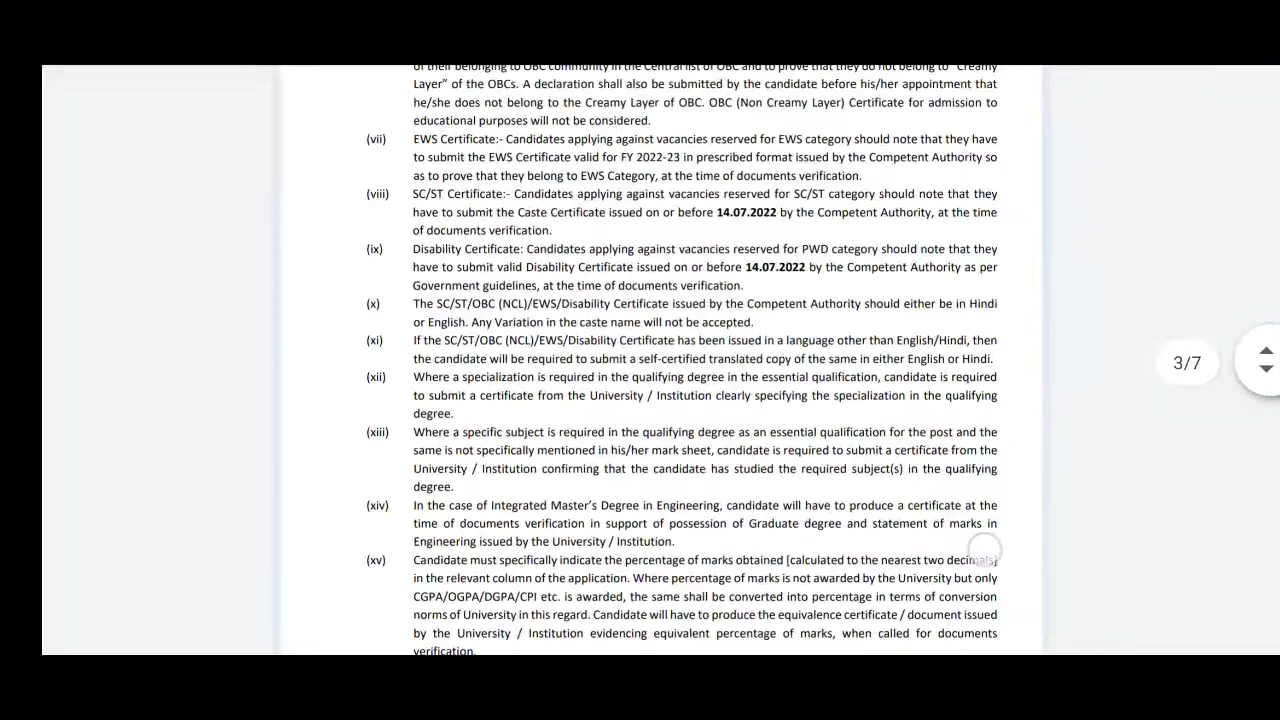 of their belonging to OBC community in the Central list of OBC and to prove that they do not belong to "Creamy
Layer" of the OBCs. A declaration shall also be submitted by the candidate before his/her appointment that
he/she does not belong to the Creamy Layer of OBC. OBC (Non Creamy Layer) Certificate for admission to
educational purposes will not be considered.
(vii) EWS Certificate:- Candidates applying against vacancies reserved for EWS category should note that they have
to submit the EWS Certificate valid for FY 2022-23 in prescribed format issued by the Competent Authority so
as to prove that they belong to EWS Category, at the time of documents verification.
(viii) SC/ST Certificate:- Candidates applying against vacancies reserved for SC/ST category should note that they
have to submit the Caste Certificate issued on or before 14.07.2022 by the Competent Authority, at the time
of documents verification.
(ix) Disability Certificate: Candidates applying against vacancies reserved for PWD category should note that they
have to submit valid Disability Certificate issued on or before 14.07.2022 by the Competent Authority as per
Government guidelines, at the time of documents verification.
(x) The SC/ST/OBC (NCL)/EWS/Disability Certificate issued by the Competent Authority should either be in Hindi
or English. Any Variation in the caste name will not be accepted.
(xi) If the SC/ST/OBC (NCL)/EWS/Disability Certificate has been issued in a language other than English/Hindi, then
the candidate will be required to submit a self-certified translated copy of the same in either English or Hindi.
(xii) Where a specialization is required in the qualifying degree in the essential qualification, candidate is required
to submit a certificate from the University / Institution clearly specifying the specialization in the qualifying
degree.
(xiii) Where a specific subject is required in the qualifying degree as an essential qualification for the post and the
same is not specifically mentioned in his/her mark sheet, candidate is required to submit a certificate from the
University / Institution confirming that the candidate has studied the required subject(s) in the qualifying
degree.
(xiv) In the case of Integrated Master's Degree in Engineering, candidate will have to produce a certificate at the
time of documents verification in support of possession of Graduate degree and statement of marks in
Engineering issued by the University / Institution.
(xv) Candidate must specifically indicate the percentage of marks obtained [calculated to the nearest two decimals]
in the relevant column of the application. Where percentage of marks is not awarded by the University but only
CGPA/OGPA/DGPA/CPI etc. is awarded, the same shall be converted into percentage in terms of conversion
norms of University in this regard. Candidate will have to produce the equivalence certificate / document issued
by the University / Institution evidencing equivalent percentage of marks, when called for documents
verification.
3/7